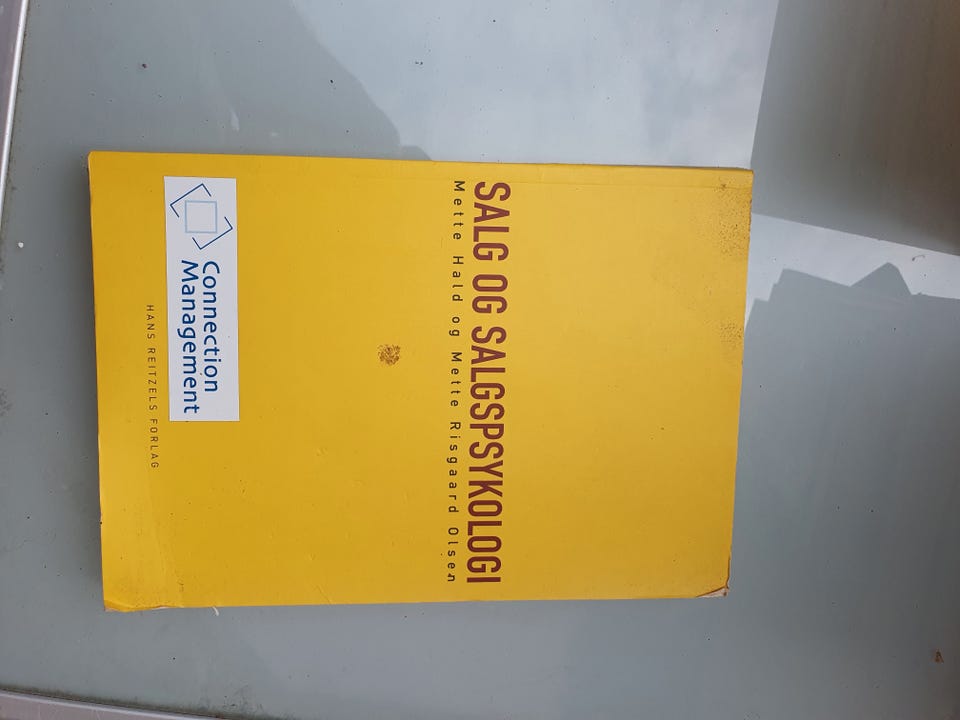 SALG OG SALGSPSYKOLOGI
Mette Hald og Mette Risgaard Olsen
Connection
Management
HANS REITZELS FORLAG